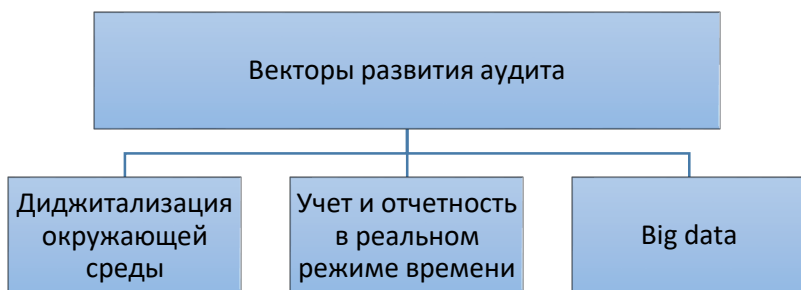 Векторы развития аудита
Диджитализация
окружающей
среды
Учет и отчетность
в реальном
режиме времени
Big data